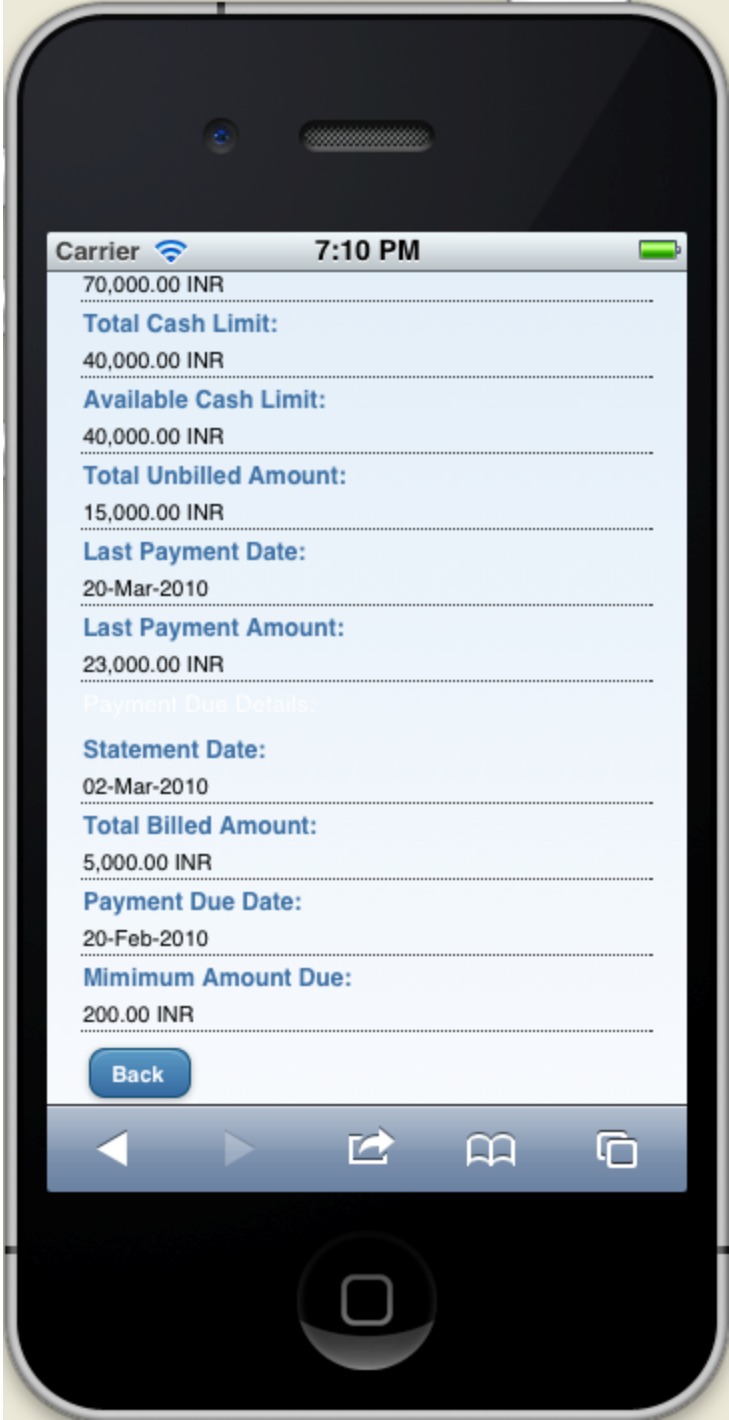 Carrier 7:10 PM
70,000.00 INR
Total Cash Limit:
40,000.00 INR
Available Cash Limit:
40,000.00 INR
Total Unbilled Amount:
15,000.00 INR
Last Payment Date:
20-Mar-2010
Last Payment Amount:
23,000.00 INR
Payment Due Details:
Statement Date:
02-Mar-2010
Total Billed Amount:
5,000.00 INR
Payment Due Date:
20-Feb-2010
Mimimum Amount Due:
200.00 INR
Back